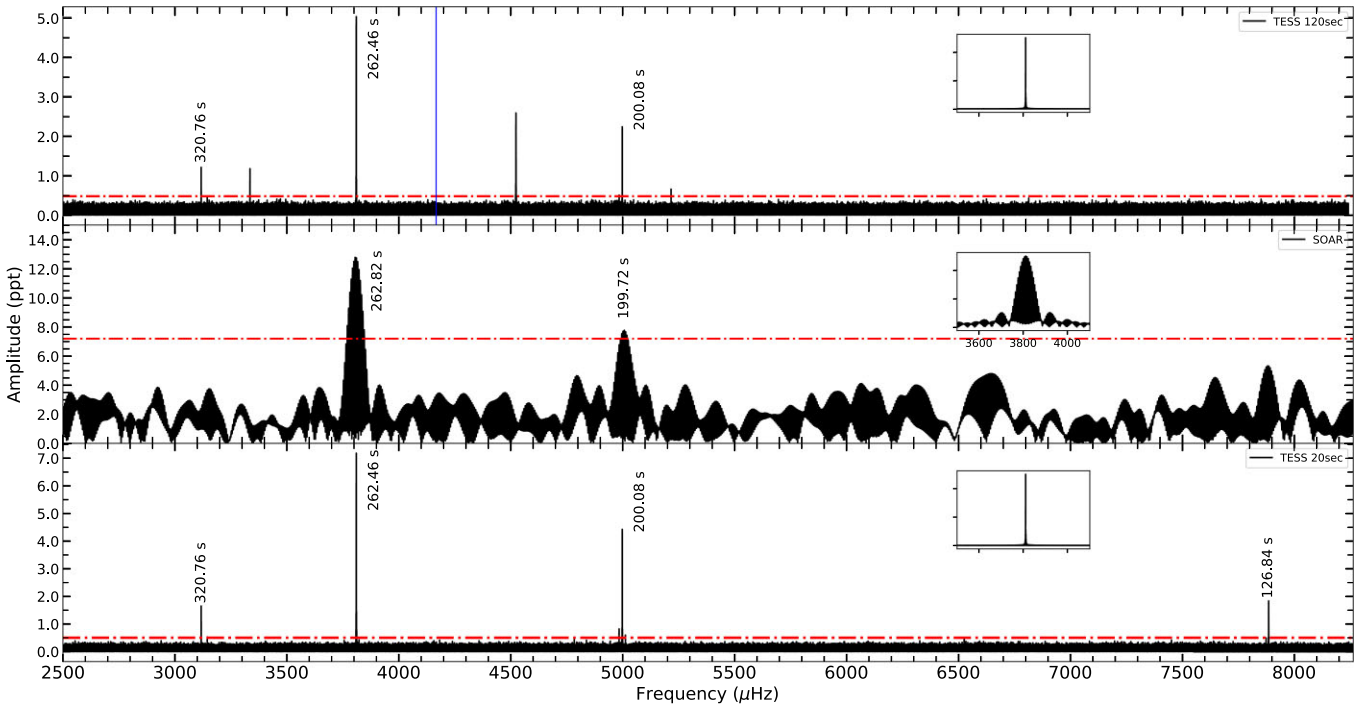 5.0
4.0
3.0
2.0
1.0
0.0
320.76 s
262.46 s
200.08 s
TESS 120sec
14.0
12.0
10.0
8.0
6.0
4.0
2.0
0.0
Amplitude (ppt)
262.82 s
199.72 s
3600 3800 4000
SOAR
7.0
6.0
5.0
4.0
3.0
2.0
1.0
0.0
320.76 s
262.46 s
200.08 s
126.84 s
TESS 20sec
2500 3000 3500 4000 4500 5000 5500 6000 6500 7000 7500 8000
Frequency (μHz)